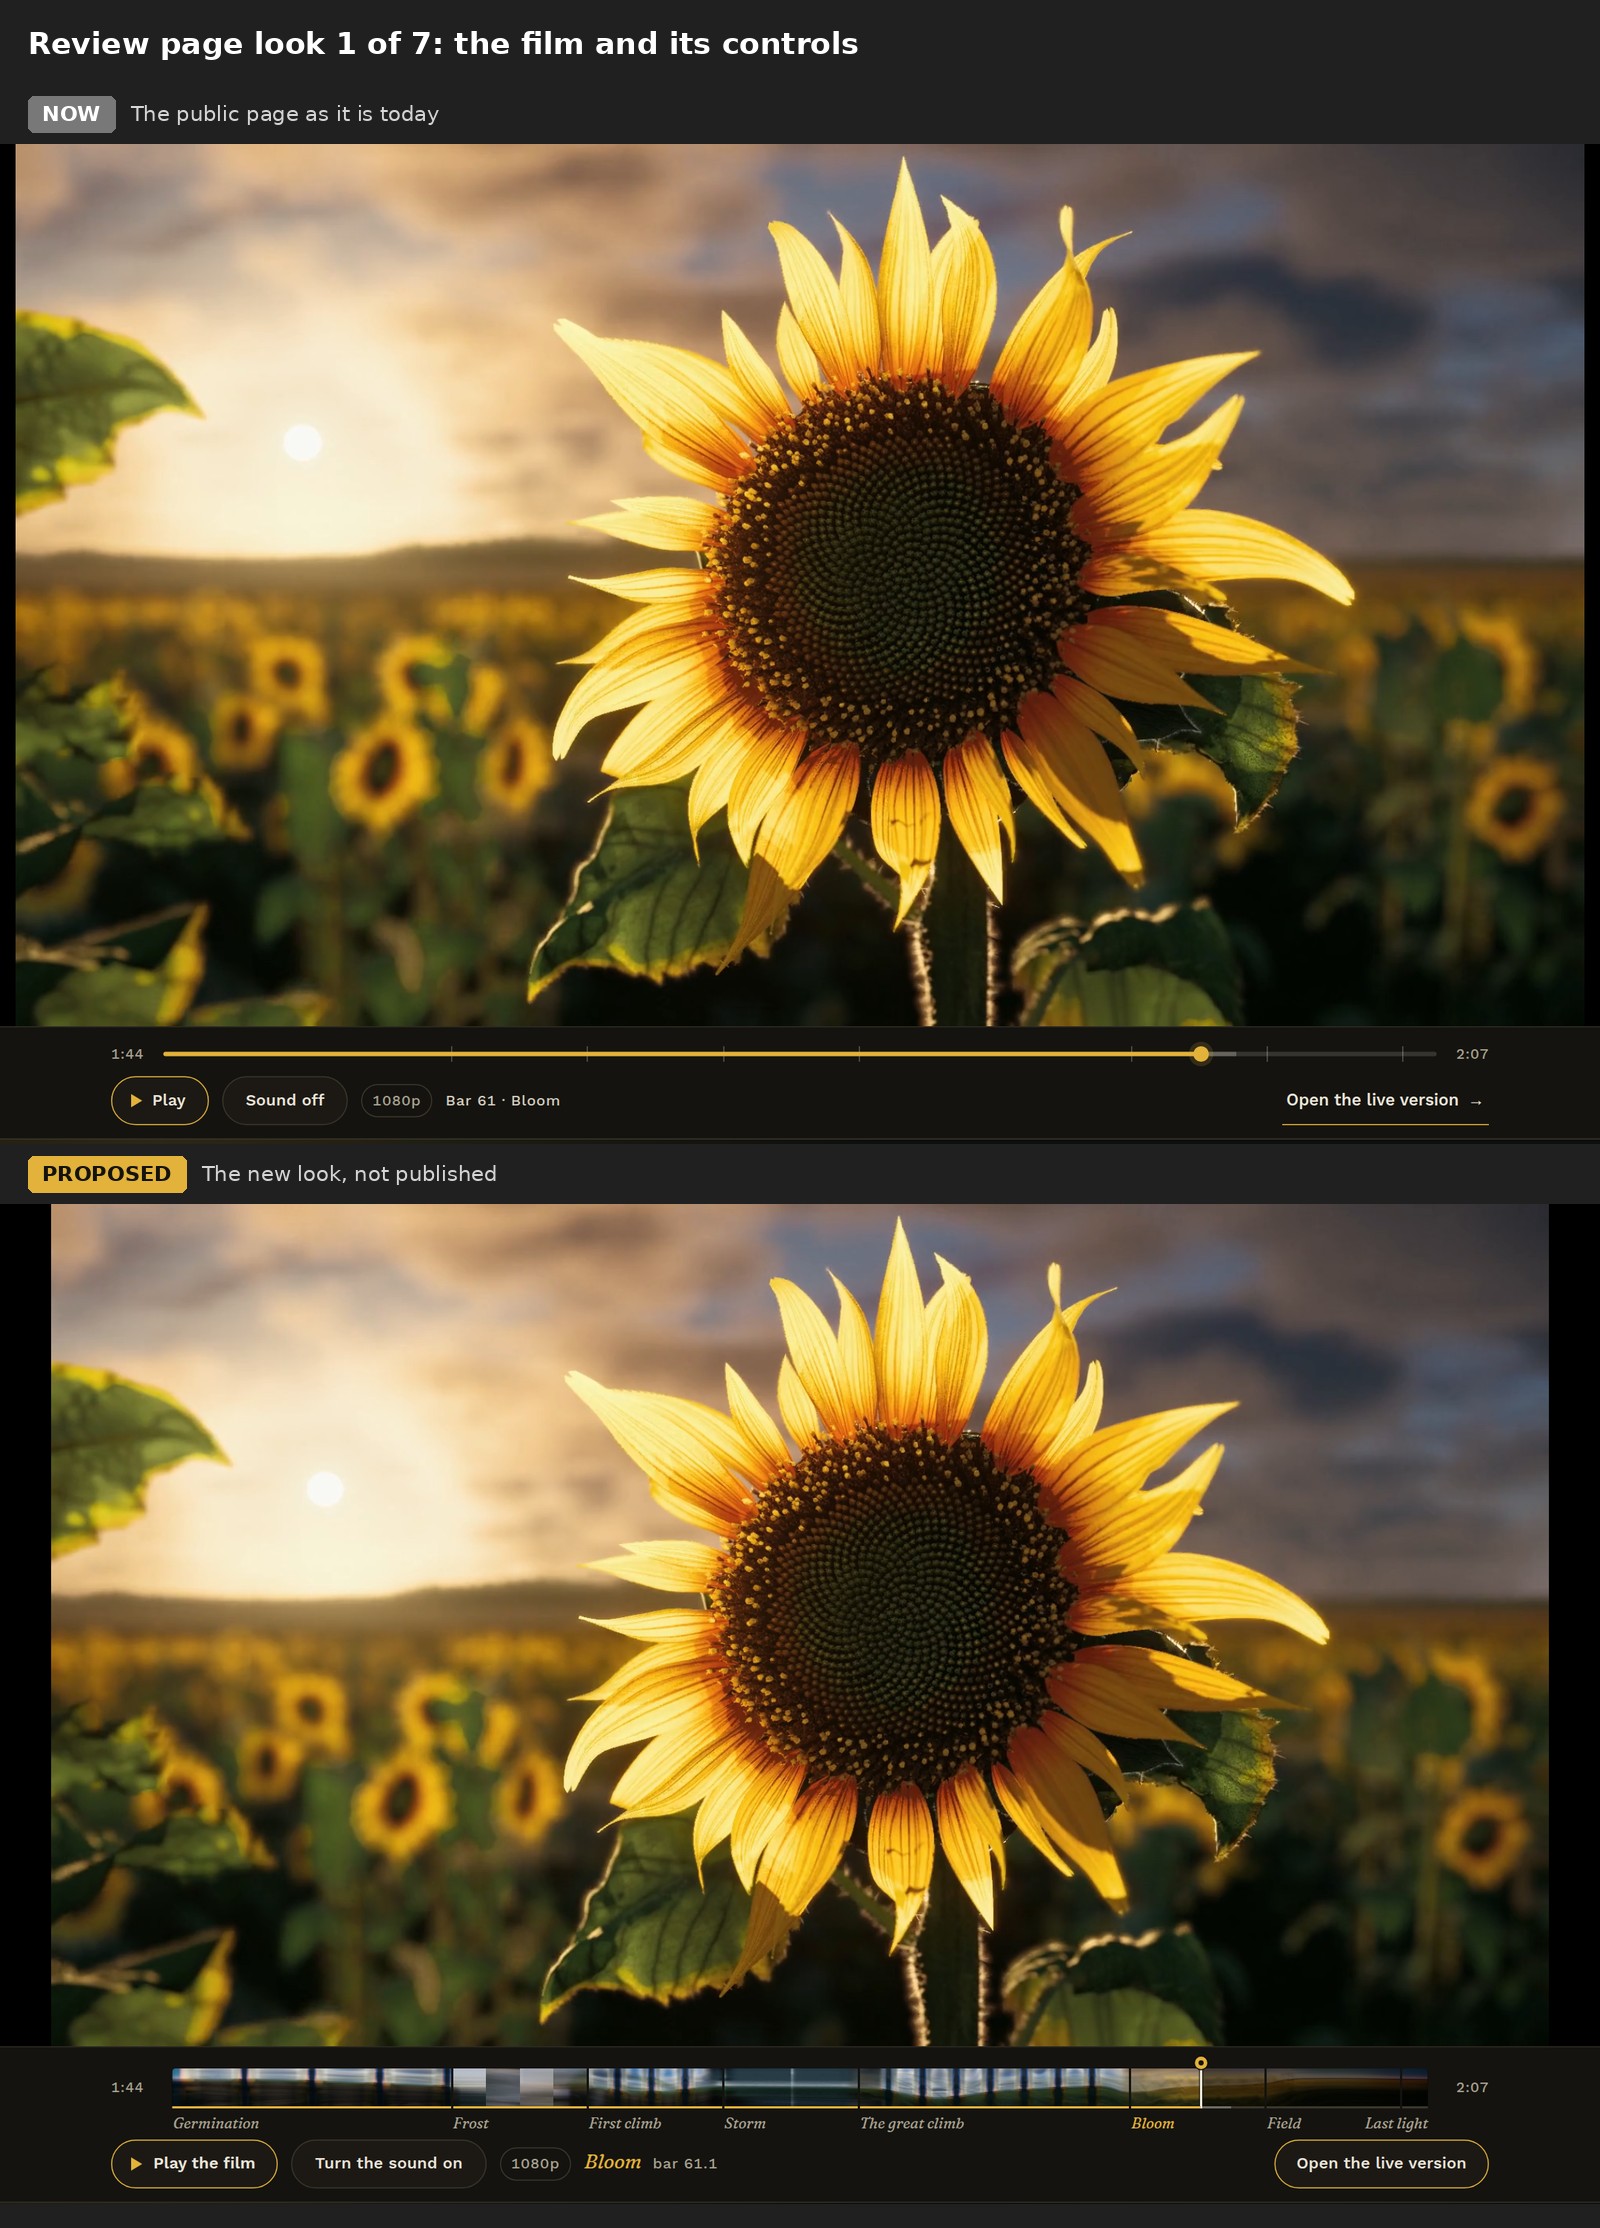 Review page look 1 of 7: the film and its controls
NOW The public page as it is today
1:44 2:07
Play Sound off 1080p Bar 61 · Bloom Open the live version →
PROPOSED The new look, not published
1:44 2:07
Germination Frost First climb Storm The great climb Bloom Field Last light
Play the film Turn the sound on 1080p Bloom bar 61.1 Open the live version